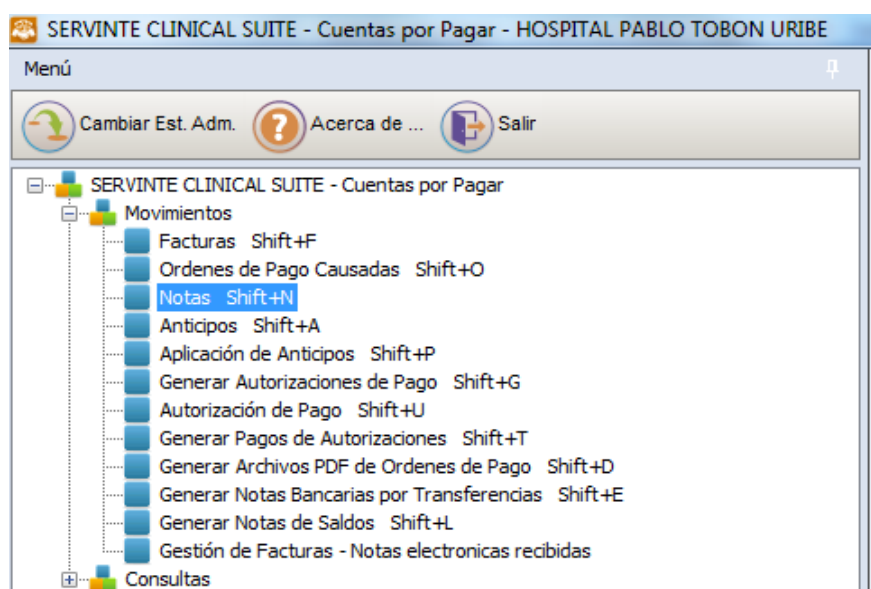 SERVINTE CLINICAL SUITE - Cuentas por Pagar - HOSPITAL PABLO TOBON URIBE
Menú
Cambiar Est. Adm. Acerca de ... Salir
SERVINTE CLINICAL SUITE - Cuentas por Pagar
Movimientos
Facturas Shift+F
Ordenes de Pago Causadas Shift+O
Notas Shift+N
Anticipos Shift+A
Aplicación de Anticipos Shift+P
Generar Autorizaciones de Pago Shift+G
Autorización de Pago Shift+U
Generar Pagos de Autorizaciones Shift+T
Generar Archivos PDF de Ordenes de Pago Shift+D
Generar Notas Bancarias por Transferencias Shift+E
Generar Notas de Saldos Shift+L
Gestión de Facturas - Notas electronicas recibidas
Consultas